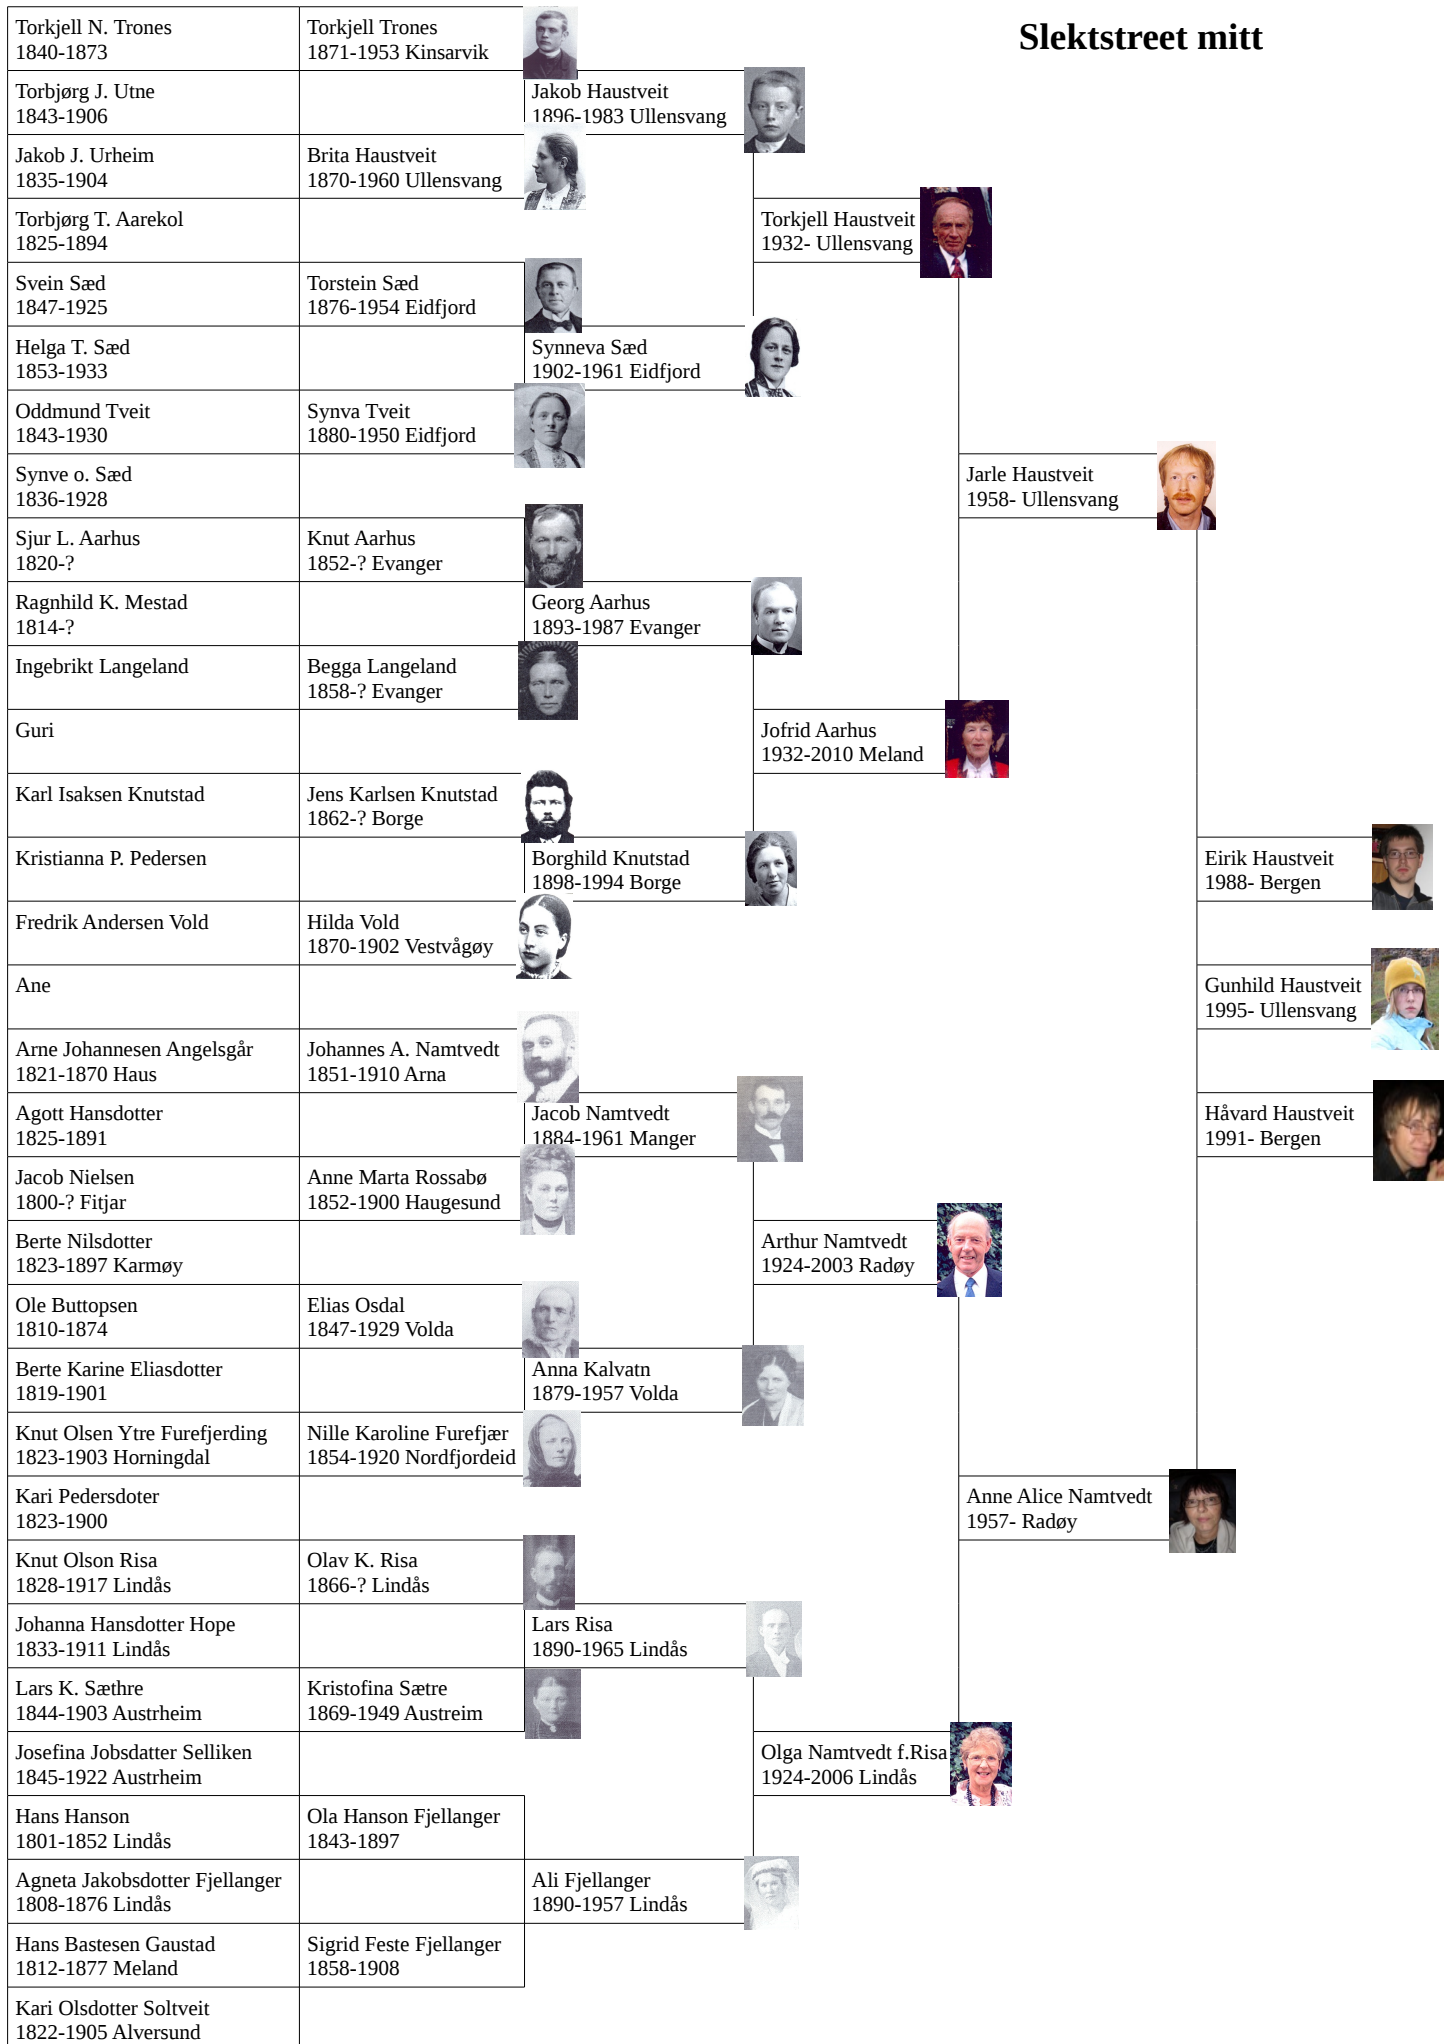 Slektstreet mitt
Torkjell N. Trones
1840-1873
Torbjørg J. Utne
1843-1906
Jakob J. Urheim
1835-1904
Torbjørg T. Aarekol
1825-1894
Svein Sæd
1847-1925
Helga T. Sæd
1853-1933
Oddmund Tveit
1843-1930
Synve o. Sæd
1836-1928
Sjur L. Aarhus
1820-?
Ragnhild K. Mestad
1814-?
Ingebrikt Langeland
Guri
Karl Isaksen Knutstad
Kristianna P. Pedersen
Fredrik Andersen Vold
Ane
Arne Johannesen Angelsgår
1821-1870 Haus
Agott Hansdotter
1825-1891
Jacob Nielsen
1800-? Fitjar
Berte Nilsdotter
1823-1897 Karmøy
Ole Buttopsen
1810-1874
Berte Karine Eliasdotter
1819-1901
Knut Olsen Ytre Furefjerding
1823-1903 Horningdal
Kari Pedersdoter
1823-1900
Knut Olson Risa
1828-1917 Lindås
Johanna Hansdotter Hope
1833-1911 Lindås
Lars K. Sæthre
1844-1903 Austrheim
Josefina Jobsdatter Selliken
1845-1922 Austrheim
Hans Hanson
1801-1852 Lindås
Agneta Jakobsdotter Fjellanger
1808-1876 Lindås
Hans Bastesen Gaustad
1812-1877 Meland
Kari Olsdotter Soltveit
1822-1905 Alversund
Torkjell Trones
1871-1953 Kinsarvik
Brita Haustveit
1870-1960 Ullensvang
Torstein Sæd
1876-1954 Eidfjord
Synva Tveit
1880-1950 Eidfjord
Knut Aarhus
1852-? Evanger
Begga Langeland
1858-? Evanger
Jens Karlsen Knutstad
1862-? Borge
Hilda Vold
1870-1902 Vestvågøy
Johannes A. Namtvedt
1851-1910 Arna
Anne Marta Rossabø
1852-1900 Haugesund
Elias Osdal
1847-1929 Volda
Nille Karoline Furefjær
1854-1920 Nordfjordeid
Olav K. Risa
1866-? Lindås
Kristofina Sætre
1869-1949 Austreim
Ola Hanson Fjellanger
1843-1897
Sigrid Feste Fjellanger
1858-1908
Jakob Haustveit
1896-1983 Ullensvang
Synneva Sæd
1902-1961 Eidfjord
Georg Aarhus
1893-1987 Evanger
Borghild Knutstad
1898-1994 Borge
Jacob Namtvedt
1884-1961 Manger
Anna Kalvatn
1879-1957 Volda
Lars Risa
1890-1965 Lindås
Ali Fjellanger
1890-1957 Lindås
Torkjell Haustveit
1932- Ullensvang
Jofrid Aarhus
1932-2010 Meland
Arthur Namtvedt
1924-2003 Radøy
Olga Namtvedt f.Risa
1924-2006 Lindås
Jarle Haustveit
1958- Ullensvang
Anne Alice Namtvedt
1957- Radøy
Eirik Haustveit
1988- Bergen
Gunhild Haustveit
1995- Ullensvang
Håvard Haustveit
1991- Bergen